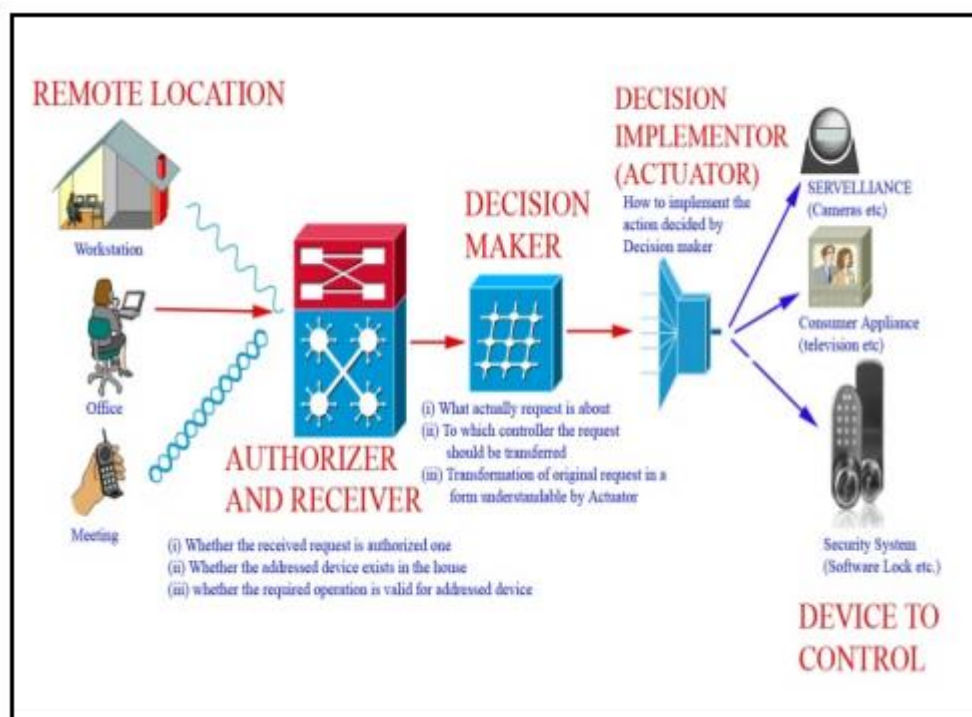 REMOTE LOCATION
Workstation
Office
Meeting
AUTHORIZER
AND RECEIVER
(i) Whether the received request is authorized one
(ii) Whether the addressed device exists in the house
(iii) whether the required operation is valid for addressed device
DECISION
MAKER
(i) What actually request is about
(ii) To which controller the request
should be transferred
(iii) Transformation of original request in a
form understandable by Actuator
DECISION
IMPLEMENTOR
(ACTUATOR)
How to implement the
action decided by
Decision maker
SERVELLIANCE
(Cameras etc)
Consumer Appliance
(television etc)
Security System
(Software Lock etc.)
DEVICE TO
CONTROL